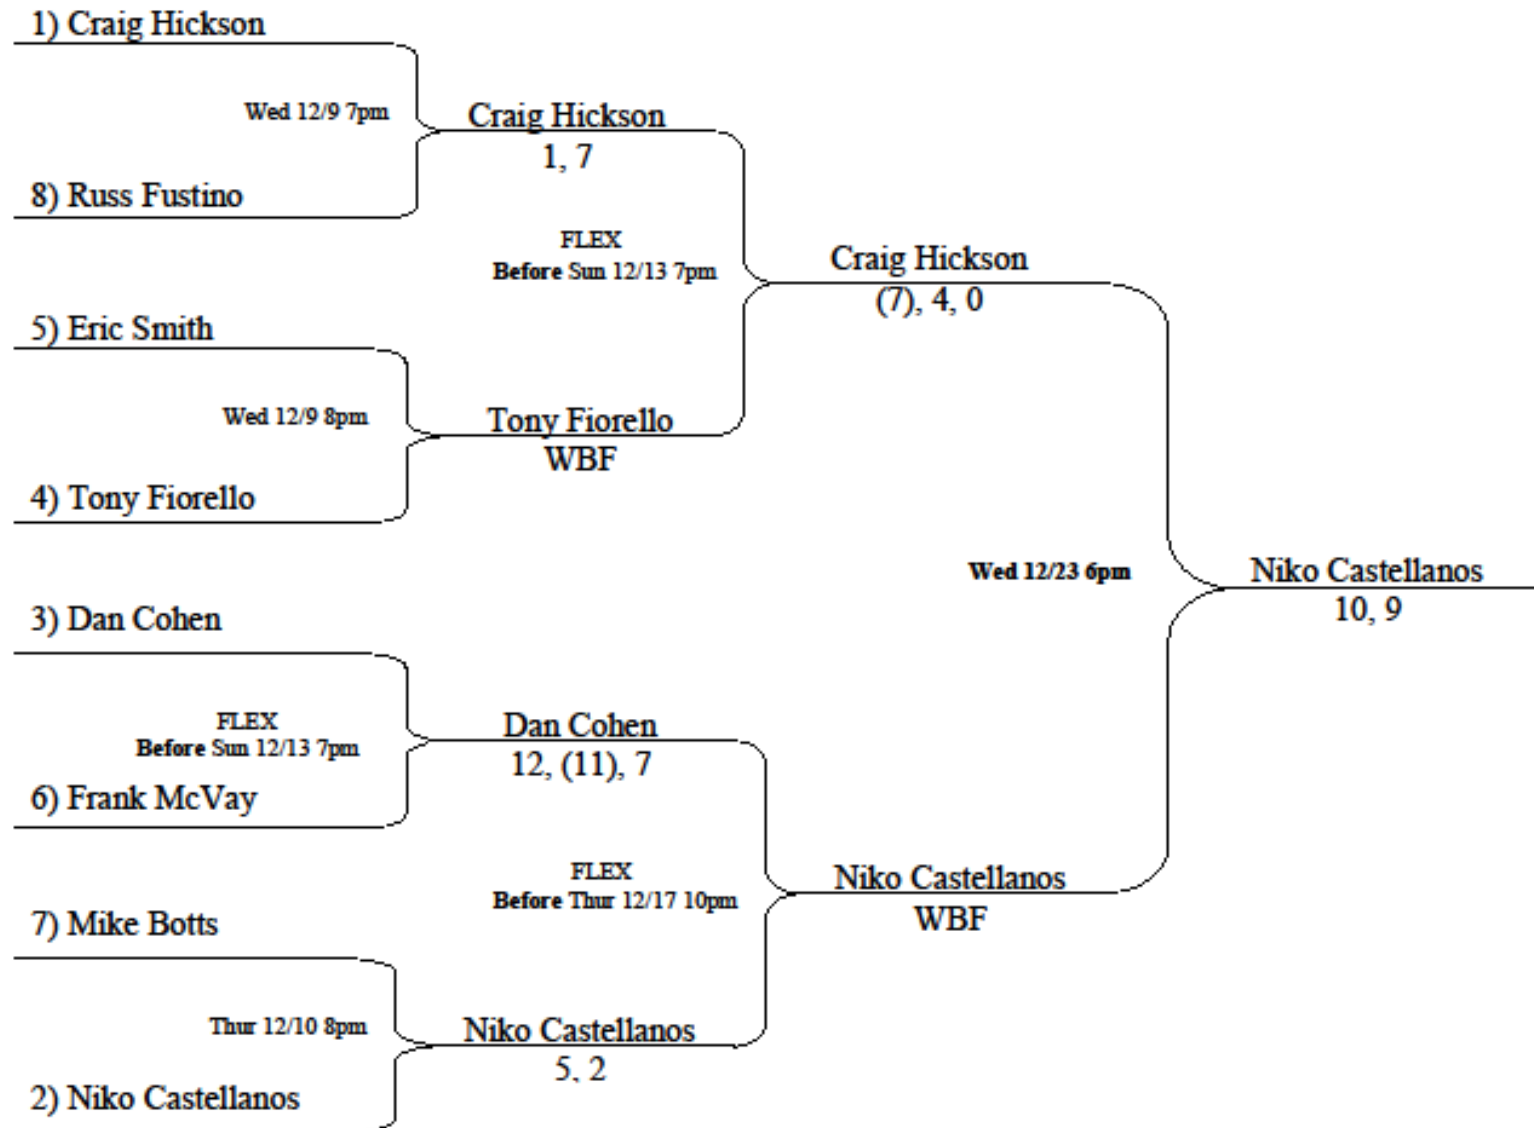 1) Craig Hickson
Wed 12/9 7pm
8) Russ Fustino
Craig Hickson
1, 7
FLEX
Before Sun 12/13 7pm
5) Eric Smith
Wed 12/9 8pm
4) Tony Fiorello
Tony Fiorello
WBF
Craig Hickson
(7), 4, 0
3) Dan Cohen
FLEX
Before Sun 12/13 7pm
6) Frank McVay
Dan Cohen
12, (11), 7
FLEX
Before Thur 12/17 10pm
7) Mike Botts
Thur 12/10 8pm
2) Niko Castellanos
Niko Castellanos
5, 2
Niko Castellanos
WBF
Wed 12/23 6pm
Niko Castellanos
10, 9